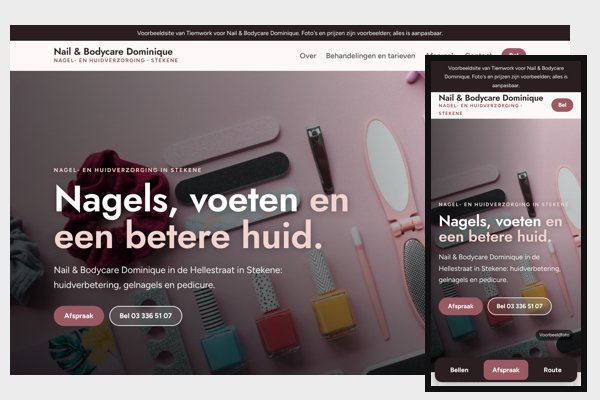 Voorbeeldsite van Tiemwork voor Nail & Bodycare Dominique. Foto's en prijzen zijn voorbeelden; alles is aanpasbaar.
Nail & Bodycare Dominique
NAGEL- EN HUIDVERZORGING · STEKENE
Over Behandelingen en tarieven Afspraak Contact Bel
NAGEL- EN HUIDVERZORGING IN STEKENE
Nagels, voeten en
een betere huid.
Nail & Bodycare Dominique in de Hellestraat in Stekene:
huidverbetering, gelnagels en pedicure.
Afspraak Bel 03 336 51 07
Voorbeeldsite van Tiemwork voor Nail & Bodycare
Dominique. Foto's en prijzen zijn voorbeelden; alles is
aanpasbaar.
Nail & Bodycare Dominique
NAGEL- EN HUIDVERZORGING ·
STEKENE
Bel
NAGEL- EN HUIDVERZORGING IN STEKENE
Nagels, voeten en
een betere huid.
Nail & Bodycare Dominique in de
Hellestraat in Stekene: huidverbetering,
gelnagels en pedicure.
Afspraak Bel 03 336 51 07
Voorbeeldfoto
Bellen Afspraak Route